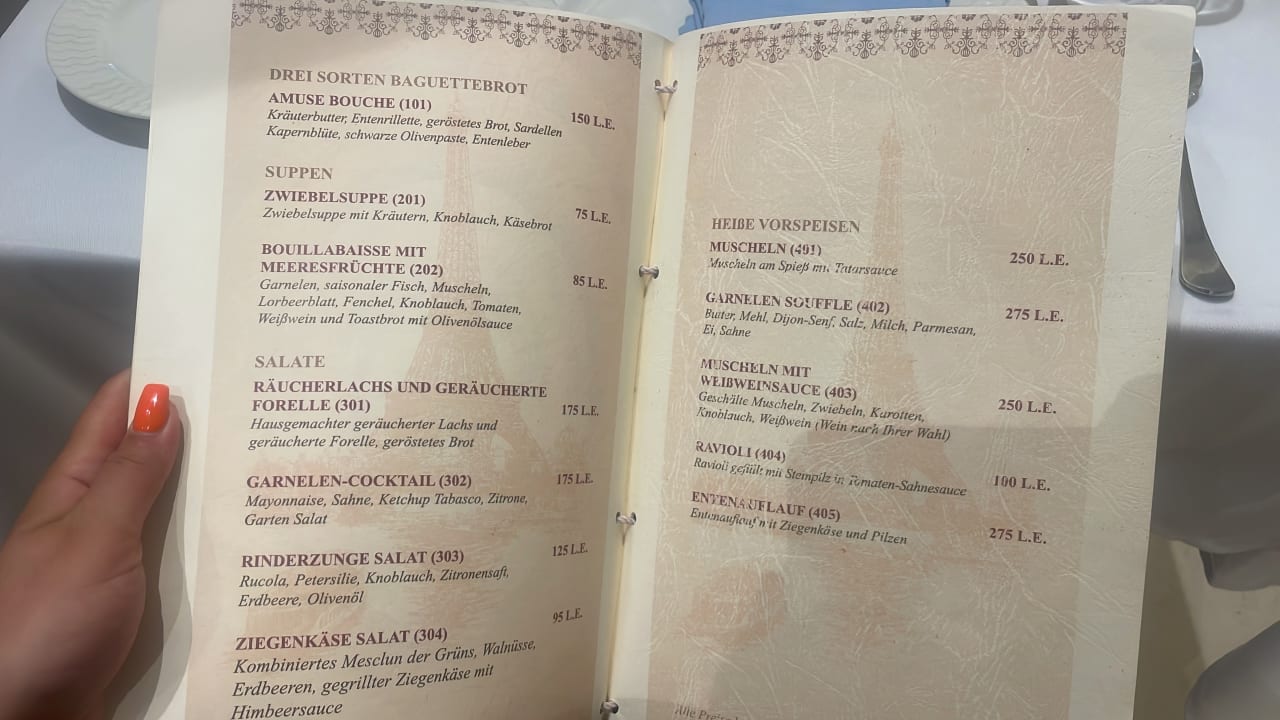 DREI SORTEN BAGUETTEBROT
AMUSE BOUCHE (101)
150 L.E.
Kräuterbutter, Entenrillette, geröstetes Brot, Sardellen
Kapernblüte, schwarze Olivenpaste, Entenleber
SUPPEN
ZWIEBELSUPPE (201)
75 L.E.
Zwiebelsuppe mit Kräutern, Knoblauch, Käsebrot
BOUILLABAISSE MIT
MEERESFRÜCHTE (202)
85 L.E.
Garnelen, saisonaler Fisch, Muscheln,
Lorbeerblatt, Fenchel, Knoblauch, Tomaten,
Weißwein und Toastbrot mit Olivenölsauce
SALATE
RÄUCHERLACHS UND GERÄUCHERTE
FORELLE (301)
175 L.E.
Hausgemachter geräucherter Lachs und
geräucherte Forelle, geröstetes Brot
GARNELEN-COCKTAIL (302)
175 L.E.
Mayonnaise, Sahne, Ketchup Tabasco, Zitrone,
Garten Salat
RINDERZUNGE SALAT (303)
125 L.E.
Rucola, Petersilie, Knoblauch, Zitronensaft,
Erdbeere, Olivenöl
ZIEGENKÄSE SALAT (304)
95 L.E.
Kombiniertes Mesclun der Grüns, Walnüsse,
Erdbeeren, gegrillter Ziegenkäse mit
Himbeersauce
HEIßE VORSPEISEN
MUSCHELN (401)
250 L.E.
Muscheln am Spieß mit Tatarsauce
GARNELEN SOUFFLE (402)
275 L.E.
Butter, Mehl, Dijon-Senf, Salz, Milch, Parmesan,
Ei, Sahne
MUSCHELN MIT
WEIßWEINSAUCE (403)
250 L.E.
Geschälte Muscheln, Zwiebeln, Karotten,
Knoblauch, Weißwein (Wein nach Ihrer Wahl)
RAVIOLI (404)
100 L.E.
Ravioli gefüllt mit Stempilz in Tomaten-Sahnesauce
ENTENAUFLAUF (405)
275 L.E.
Entenauflauf mit Ziegenkäse und Pilzen
Alle